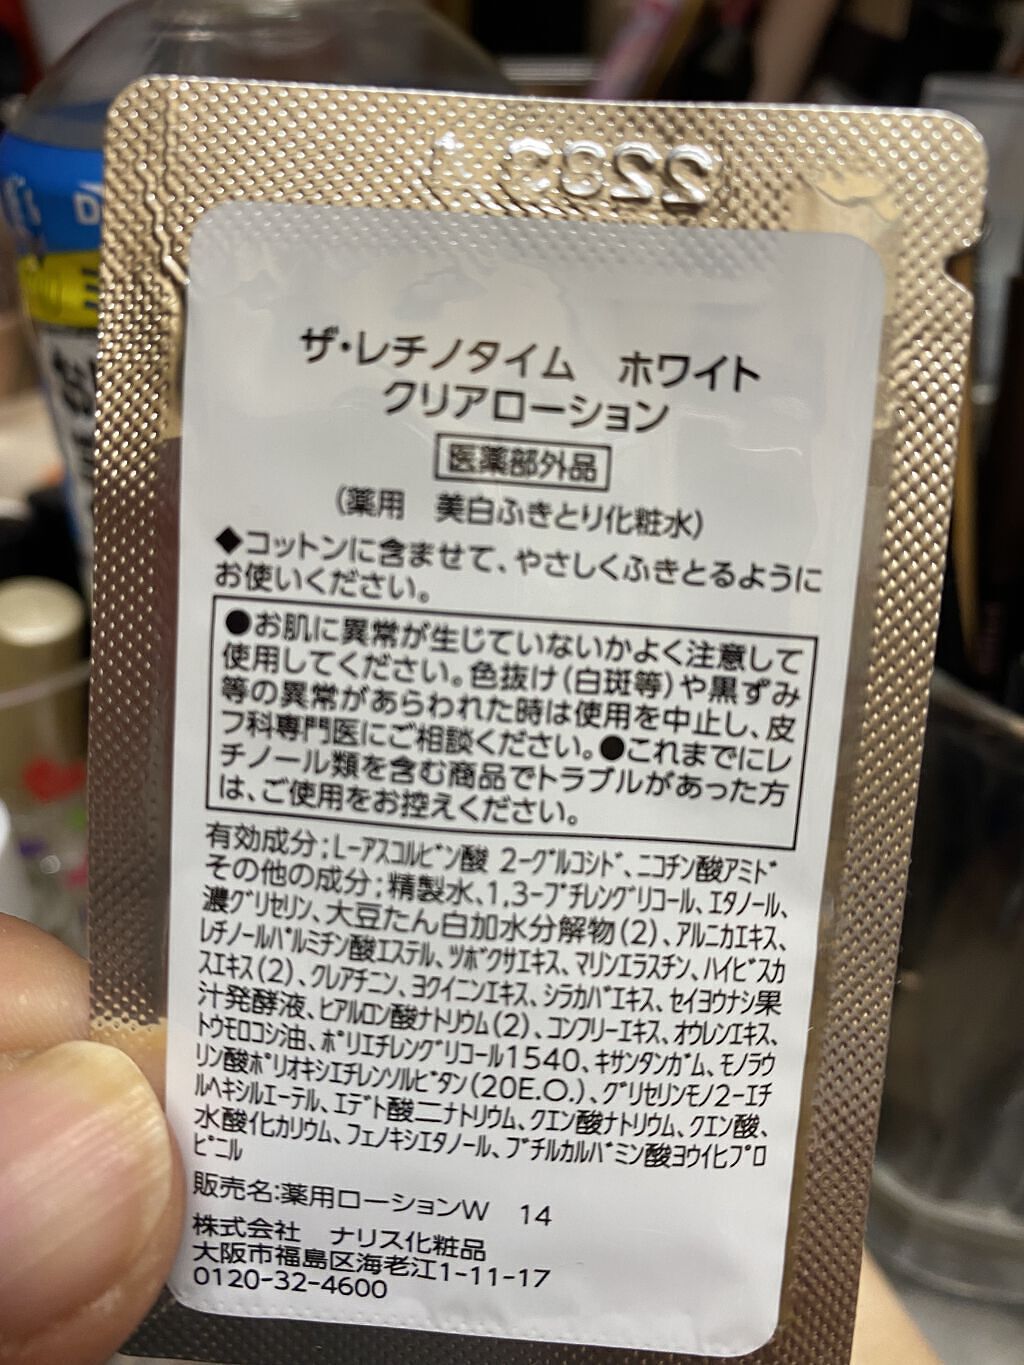 ザ・レチノタイム　ホワイト
クリアローション
医薬部外品
（薬用　美白ふきとり化粧水）
◆コットンに含ませて、やさしくふきとるように
お使いください。
●お肌に異常が生じていないかよく注意して
使用してください。色抜け（白斑等）や黒ずみ
等の異常があらわれた時は使用を中止し、皮
フ科専門医にご相談ください。●これまでにレ
チノール類を含む商品でトラブルがあった方
は、ご使用をお控えください。
有効成分；L-ｱｽｺﾙﾋﾞﾝ酸 2-ｸﾞﾙｺｼﾄﾞ、ﾆｺﾁﾝ酸ｱﾐﾄﾞ
その他の成分；精製水、1,3-ﾌﾞﾁﾚﾝｸﾞﾘｺｰﾙ、ｴﾀﾉｰﾙ、
濃ｸﾞﾘｾﾘﾝ、大豆たん白加水分解物(2)、ｱﾙﾆｶｴｷｽ、
ﾚﾁﾉｰﾙﾊﾟﾙﾐﾁﾝ酸ｴｽﾃﾙ、ﾂﾎﾞｸｻｴｷｽ、ﾏﾘﾝｴﾗｽﾁﾝ、ﾊｲﾋﾞｽｶ
ｽｴｷｽ(2)、ｸﾚｱﾁﾆﾝ、ﾖｸｲﾆﾝｴｷｽ、ｼﾗｶﾊﾞｴｷｽ、ｾｲﾖｳﾅｼ果
汁発酵液、ﾋｱﾙﾛﾝ酸ﾅﾄﾘｳﾑ(2)、ｺﾝﾌﾘｰｴｷｽ、ｵｳﾚﾝｴｷｽ、
ﾄｳﾓﾛｺｼ油、ﾎﾟﾘｴﾁﾚﾝｸﾞﾘｺｰﾙ1540、ｷｻﾝﾀﾝｶﾞﾑ、ﾓﾉﾗｳ
ﾘﾝ酸ﾎﾟﾘｵｷｼｴﾁﾚﾝｿﾙﾋﾞﾀﾝ(20E.O.)、ｸﾞﾘｾﾘﾝﾓﾉ2-ｴﾁ
ﾙﾍｷｼﾙｴｰﾃﾙ、ｴﾃﾞﾄ酸二ﾅﾄﾘｳﾑ、ｸｴﾝ酸ﾅﾄﾘｳﾑ、ｸｴﾝ酸、
水酸化ｶﾘｳﾑ、ﾌｪﾉｷｼｴﾀﾉｰﾙ、ﾌﾞﾁﾙｶﾙﾊﾞﾐﾝ酸ﾖｳ化ﾌﾟﾛ
ﾋﾟﾆﾙ
販売名：薬用ローションW　14
株式会社　ナリス化粧品
大阪市福島区海老江1-11-17
0120-32-4600